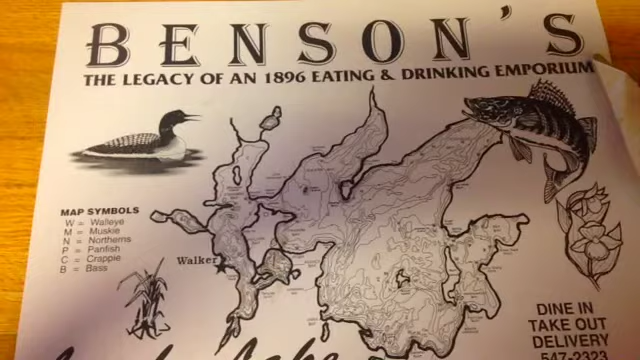 BENSON'S
THE LEGACY OF AN 1896 EATING & DRINKING EMPORIUM
MAP SYMBOLS
W = Walleye
M = Muskie
N = Northerns
P = Panfish
C = Crappie
B = Bass
Walker
DINE IN
TAKE OUT
DELIVERY
547-2323